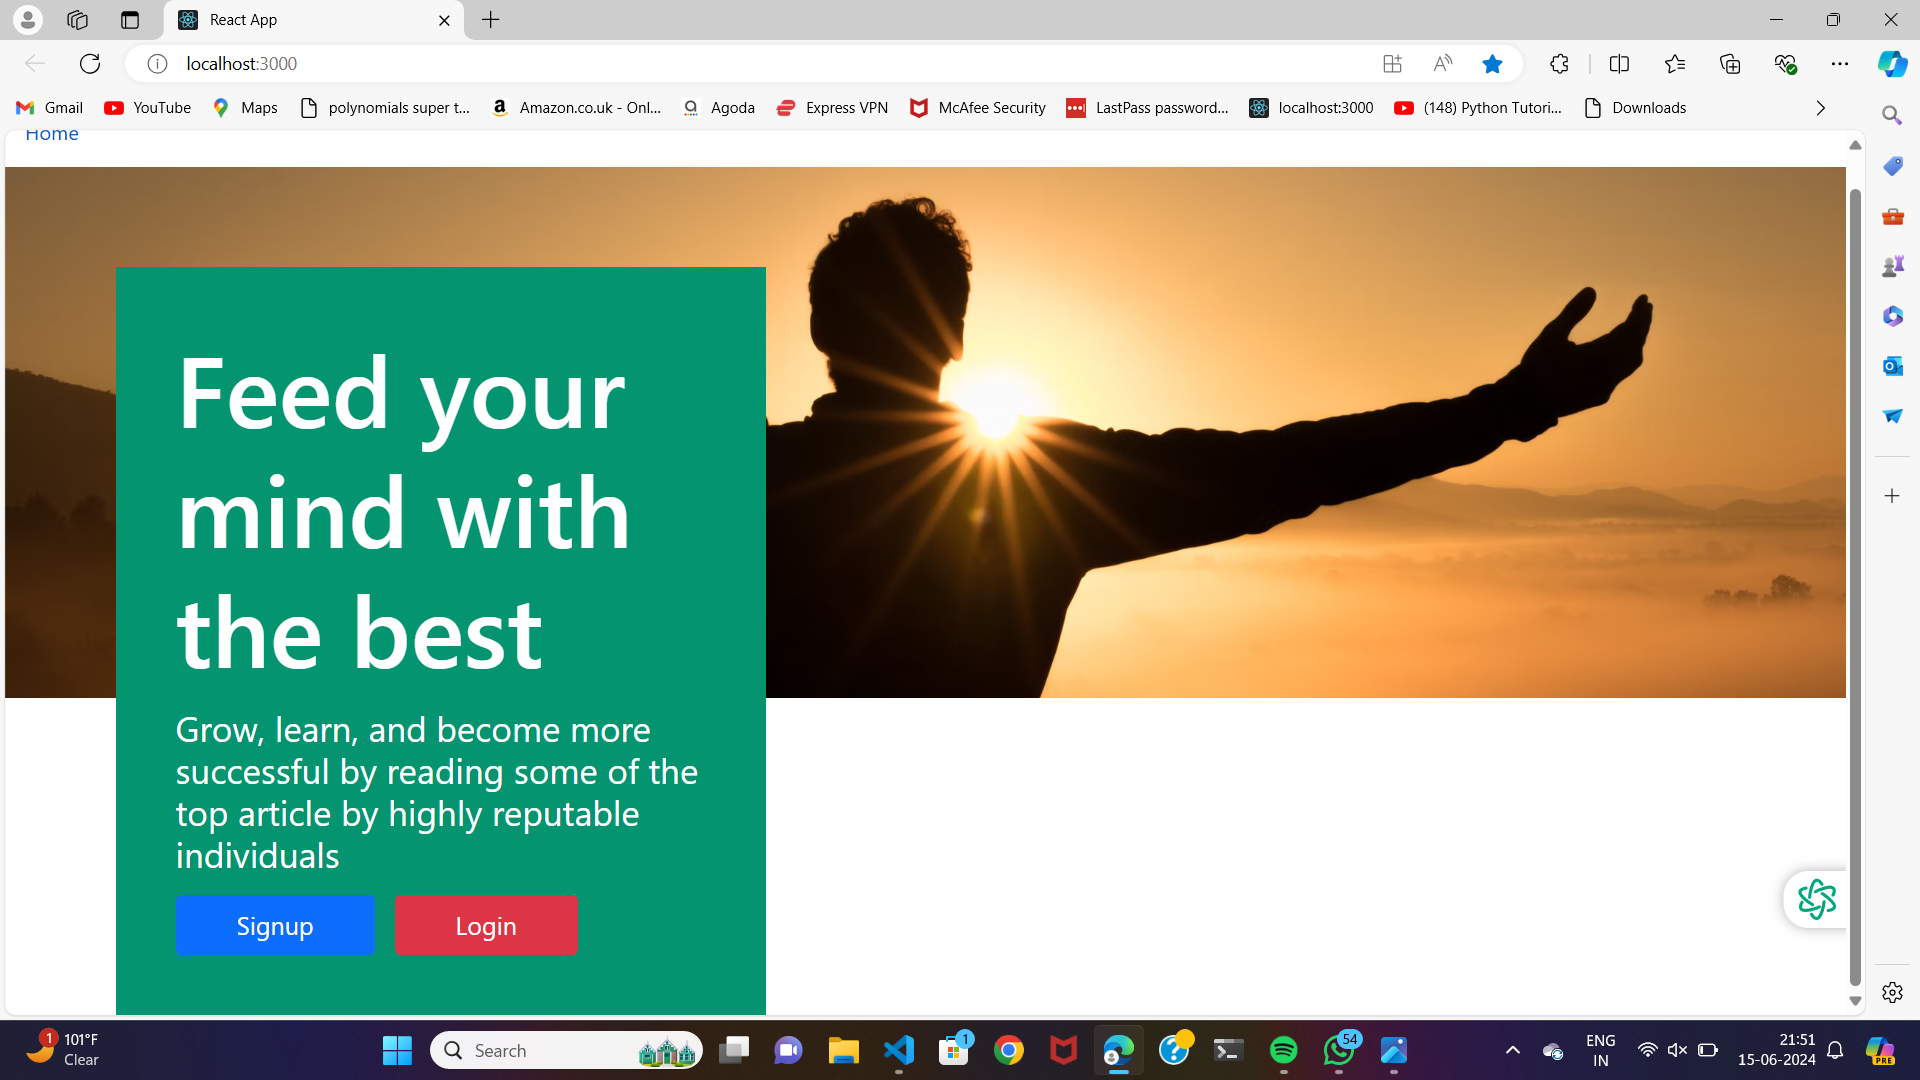 React App
localhost:3000
Gmail
YouTube
Maps
polynomials super t...
Amazon.co.uk - Onl...
Agoda
Express VPN
McAfee Security
LastPass password...
localhost:3000
(148) Python Tutori...
Downloads
Home
Feed your
mind with
the best
Grow, learn, and become more
successful by reading some of the
top article by highly reputable
individuals
Signup
Login
1
101°F
Clear
Search
1
54
ENG
IN
21:51
15-06-2024
PRE